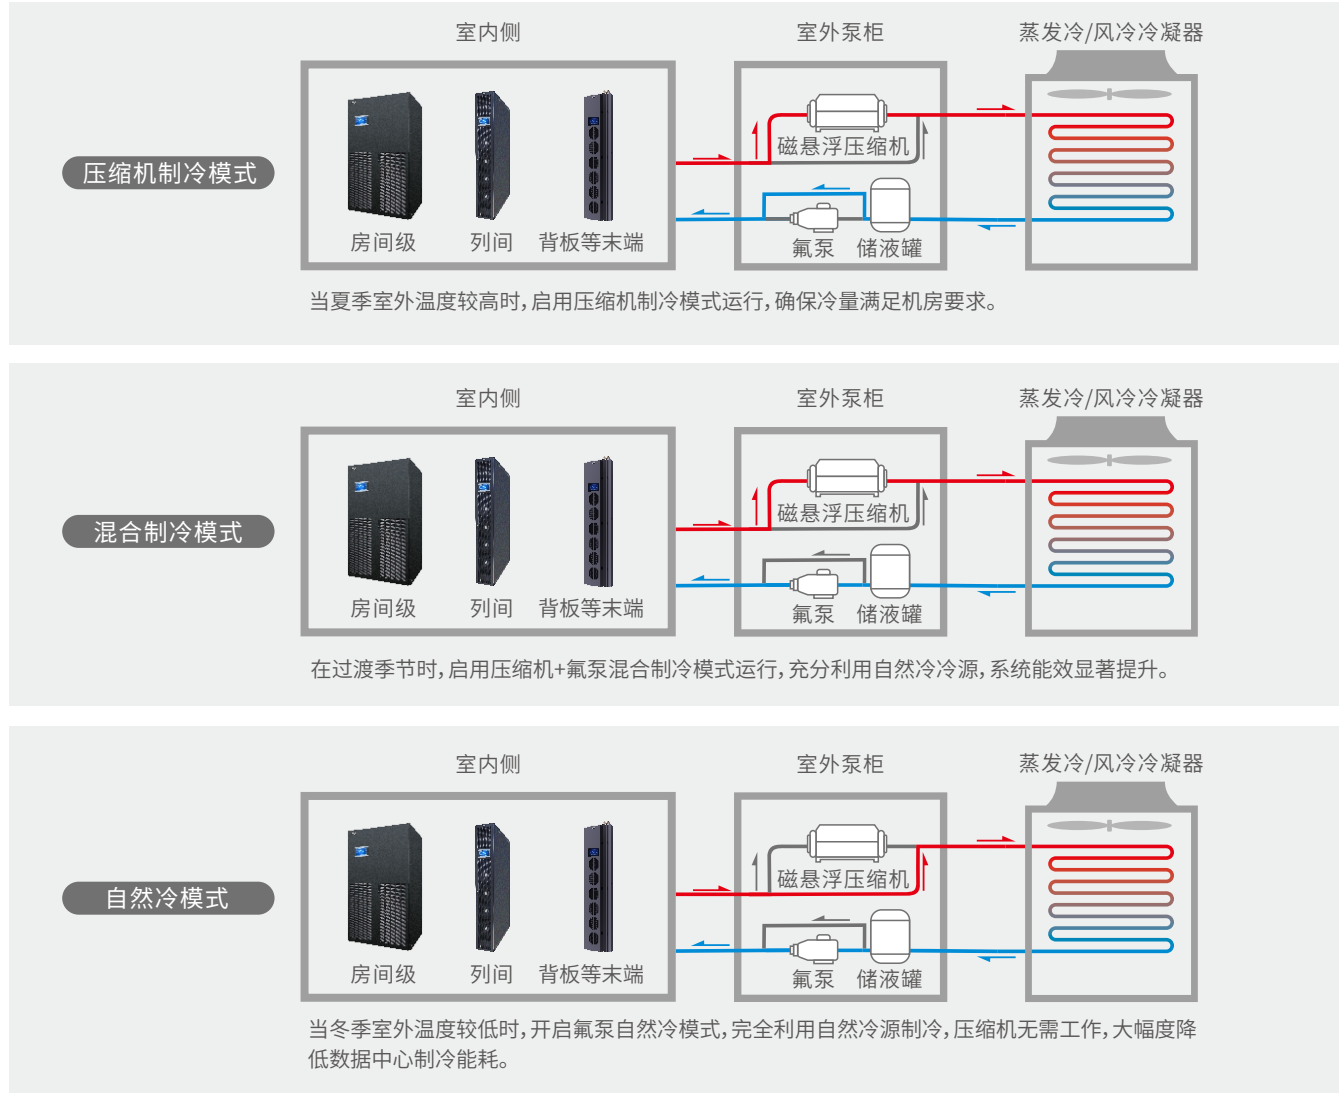 室内侧
室外泵柜
蒸发冷/风冷冷凝器
压缩机制冷模式
磁悬浮压缩机
房间级
列间
背板等末端
氟泵
储液罐
当夏季室外温度较高时，启用压缩机制冷模式运行，确保冷量满足机房要求。
室内侧
室外泵柜
蒸发冷/风冷冷凝器
混合制冷模式
磁悬浮压缩机
房间级
列间
背板等末端
氟泵
储液罐
在过渡季节时，启用压缩机+氟泵混合制冷模式运行，充分利用自然冷冷源，系统能效显著提升。
室内侧
室外泵柜
蒸发冷/风冷冷凝器
自然冷模式
磁悬浮压缩机
房间级
列间
背板等末端
氟泵
储液罐
当冬季室外温度较低时，开启氟泵自然冷模式，完全利用自然冷源制冷，压缩机无需工作，大幅度降
低数据中心制冷能耗。